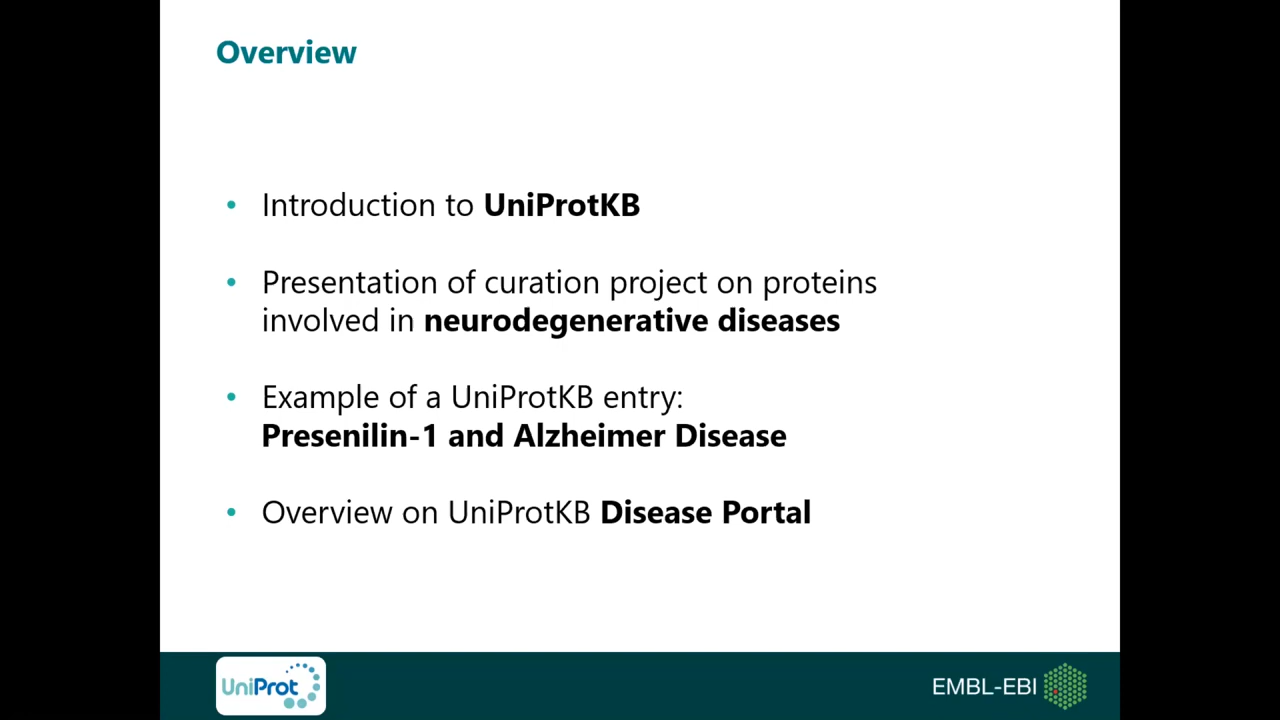 Overview
• Introduction to UniProtKB
• Presentation of curation project on proteins
involved in neurodegenerative diseases
• Example of a UniProtKB entry:
Presenilin-1 and Alzheimer Disease
• Overview on UniProtKB Disease Portal
UniProt
EMBL-EBI